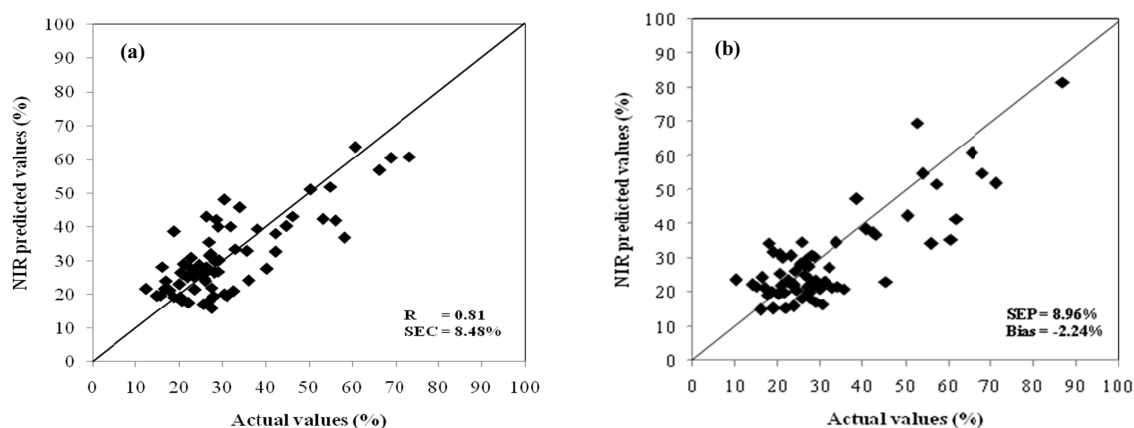 (a)
NIR predicted values (%)
100
90
80
70
60
50
40
30
20
10
0
R = 0.81
SEC = 8.48%
0 10 20 30 40 50 60 70 80 90 100
Actual values (%)
(b)
NIR predicted values (%)
100
90
80
70
60
50
40
30
20
10
0
SEP = 8.96%
Bias = -2.24%
0 10 20 30 40 50 60 70 80 90 100
Actual values (%)